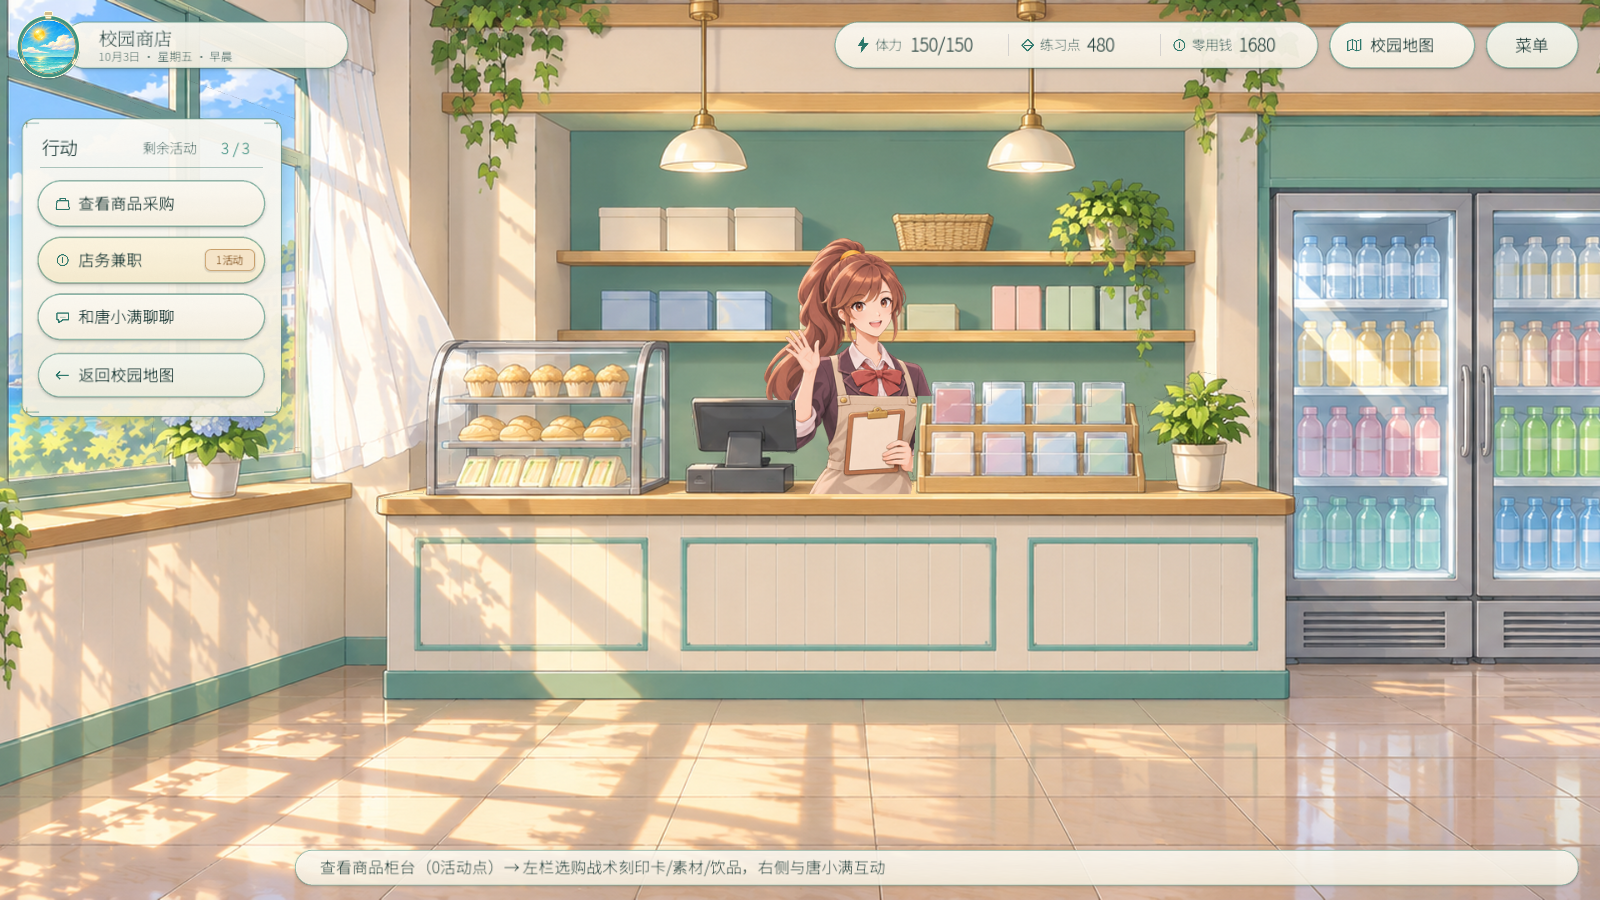 校园商店
10月3日 · 星期五 · 早晨
体力 150/150
练习点 480
零用钱 1680
校园地图
菜单
行动
剩余活动 3 / 3
查看商品采购
店务兼职 1活动
和唐小满聊聊
← 返回校园地图
查看商品柜台（0活动点）→左栏选购战术刻印卡/素材/饮品，右侧与唐小满互动